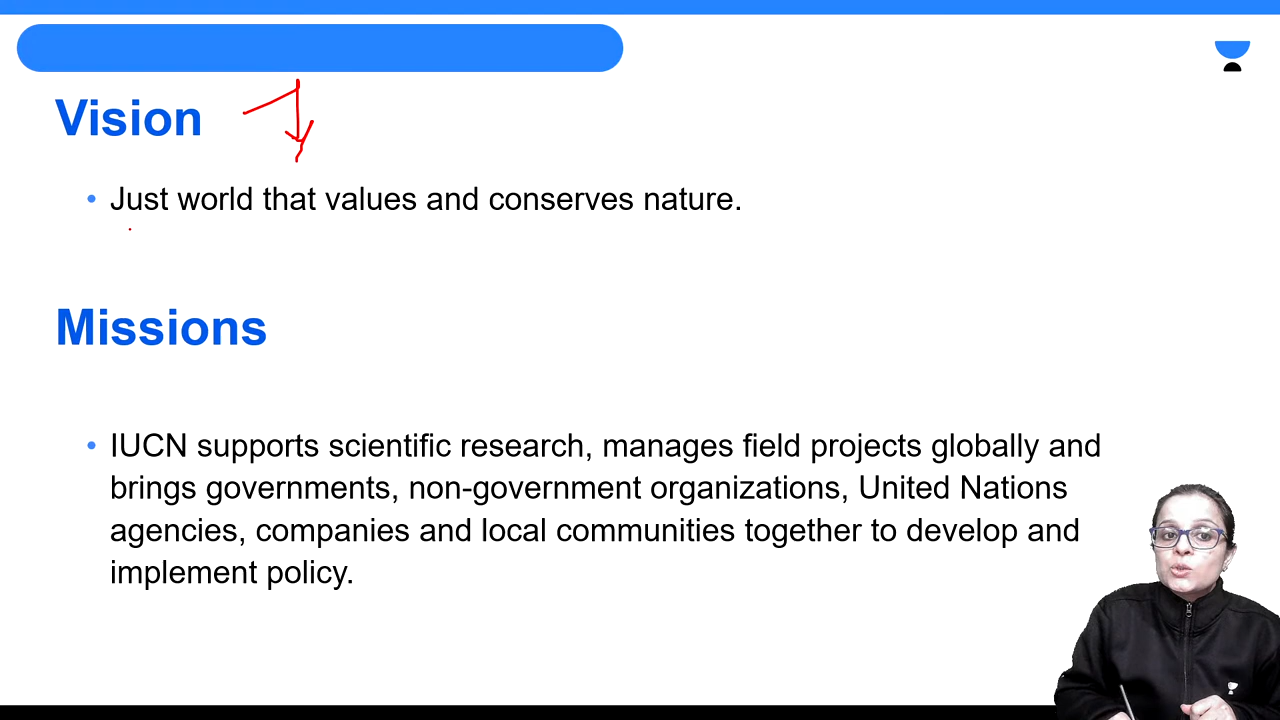 Vision
• Just world that values and conserves nature.
Missions
• IUCN supports scientific research, manages field projects globally and
brings governments, non-government organizations, United Nations
agencies, companies and local communities together to develop and
implement policy.